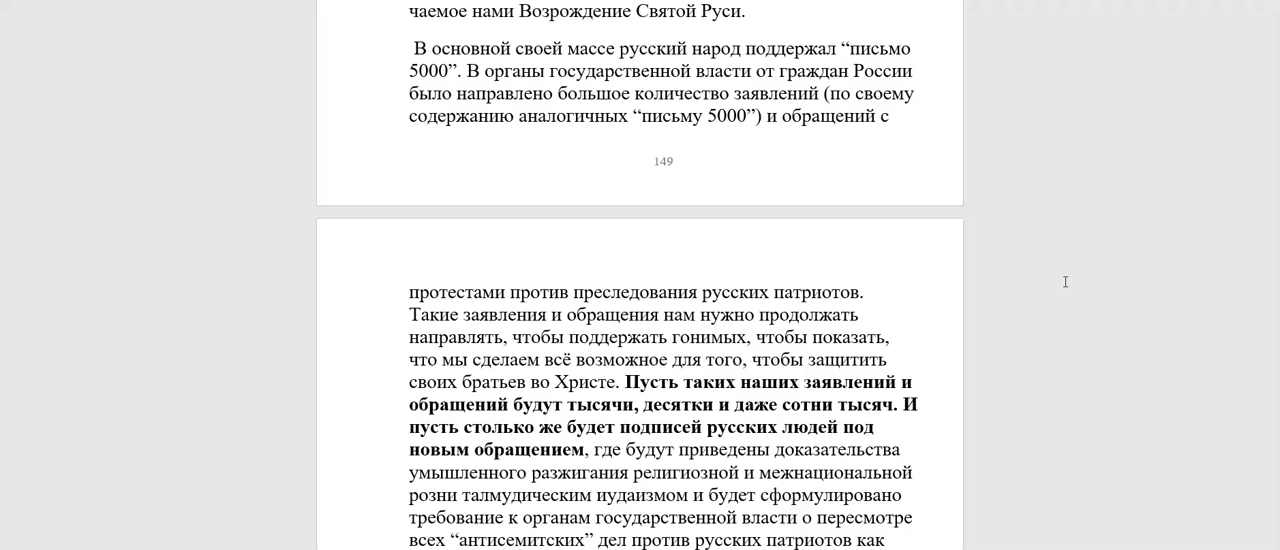 чаемое нами Возрождение Святой Руси.
В основной своей массе русский народ поддержал “письмо
5000”. В органы государственной власти от граждан России
было направлено большое количество заявлений (по своему
содержанию аналогичных “письму 5000”) и обращений с
149
протестами против преследования русских патриотов.
Такие заявления и обращения нам нужно продолжать
направлять, чтобы поддержать гонимых, чтобы показать,
что мы сделаем всё возможное для того, чтобы защитить
своих братьев во Христе. Пусть таких наших заявлений и
обращений будут тысячи, десятки и даже сотни тысяч. И
пусть столько же будет подписей русских людей под
новым обращением, где будут приведены доказательства
умышленного разжигания религиозной и межнациональной
розни талмудическим иудаизмом и будет сформулировано
требование к органам государственной власти о пересмотре
всех “антисемитских” дел против русских патриотов как